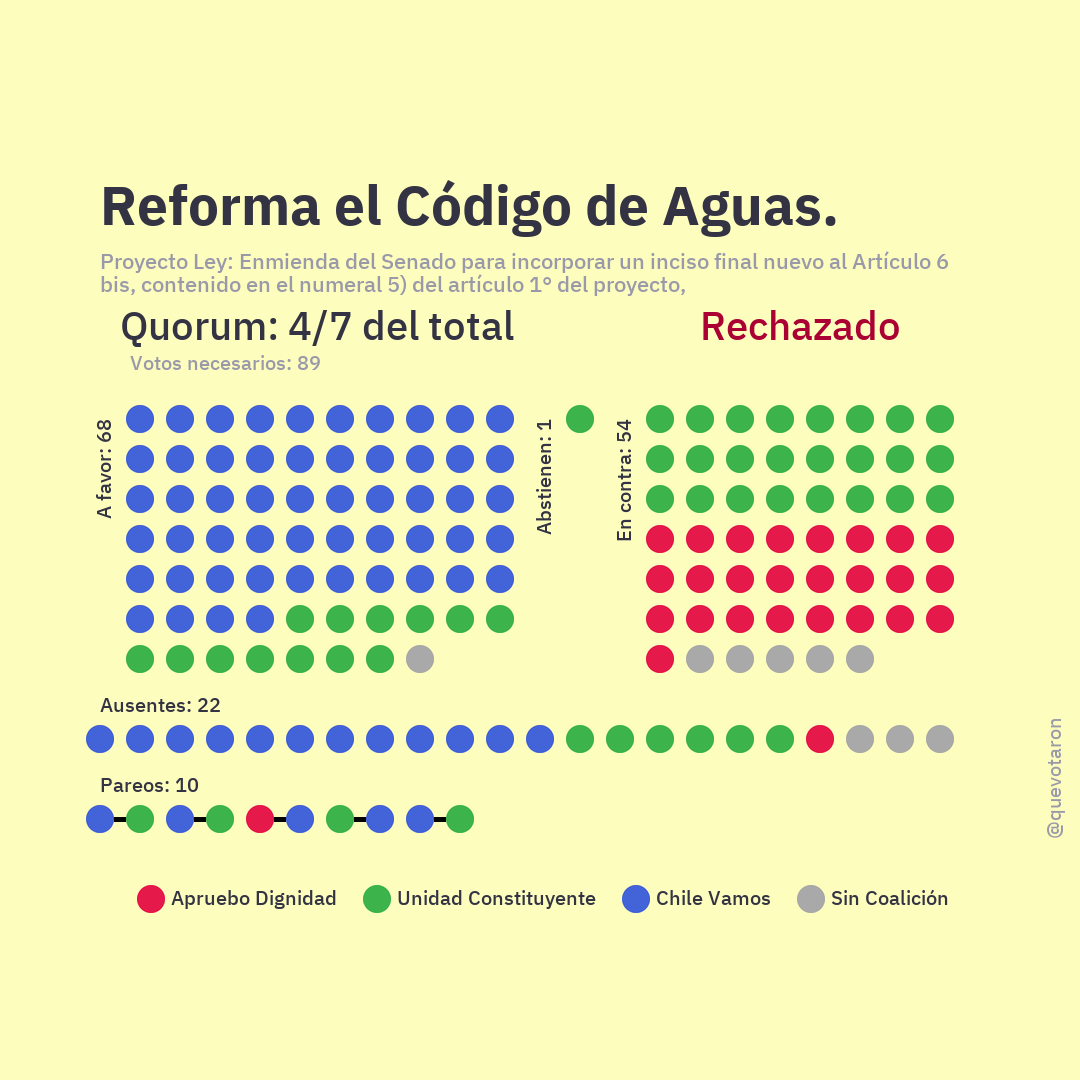 Reforma el Código de Aguas.
Proyecto Ley: Enmienda del Senado para incorporar un inciso final nuevo al Artículo 6
bis, contenido en el numeral 5) del artículo 1° del proyecto,
Quorum: 4/7 del total
Rechazado
Votos necesarios: 89
A favor: 68
Abstienen: 1
En contra: 54
Ausentes: 22
Pareos: 10
@quevotaron
Apruebo Dignidad
Unidad Constituyente
Chile Vamos
Sin Coalición